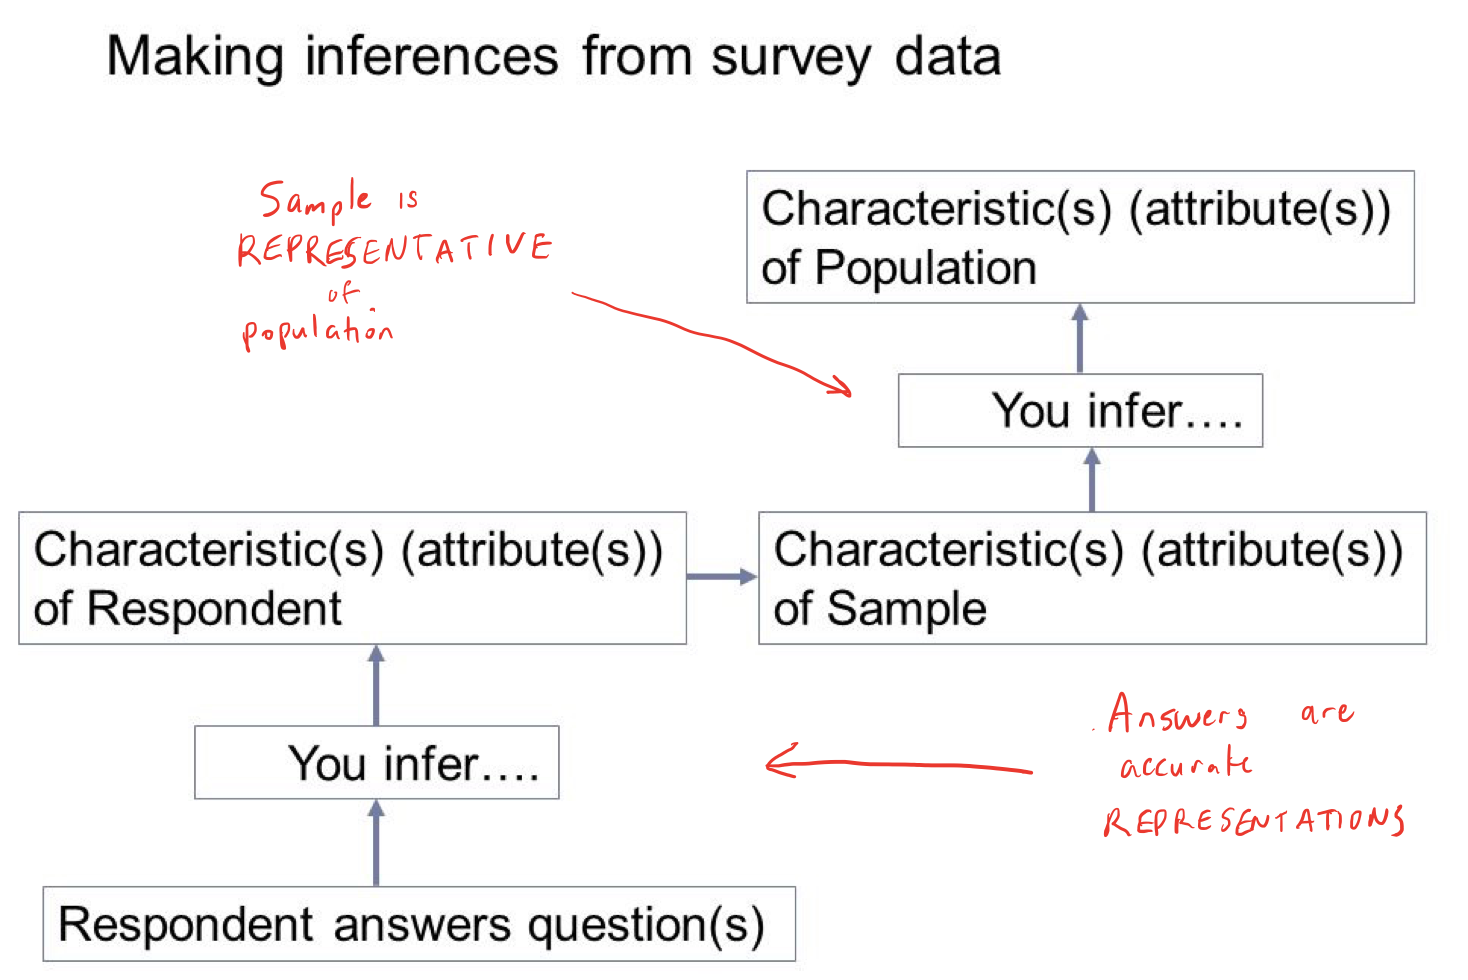 Making inferences from survey data
Sample is
REPRESENTATIVE
of
population
Characteristic(s) (attribute(s))
of Population
You infer....
Characteristic(s) (attribute(s))
of Respondent
Characteristic(s) (attribute(s))
of Sample
You infer....
Answers are
accurate
REPRESENTATIONS
Respondent answers question(s)